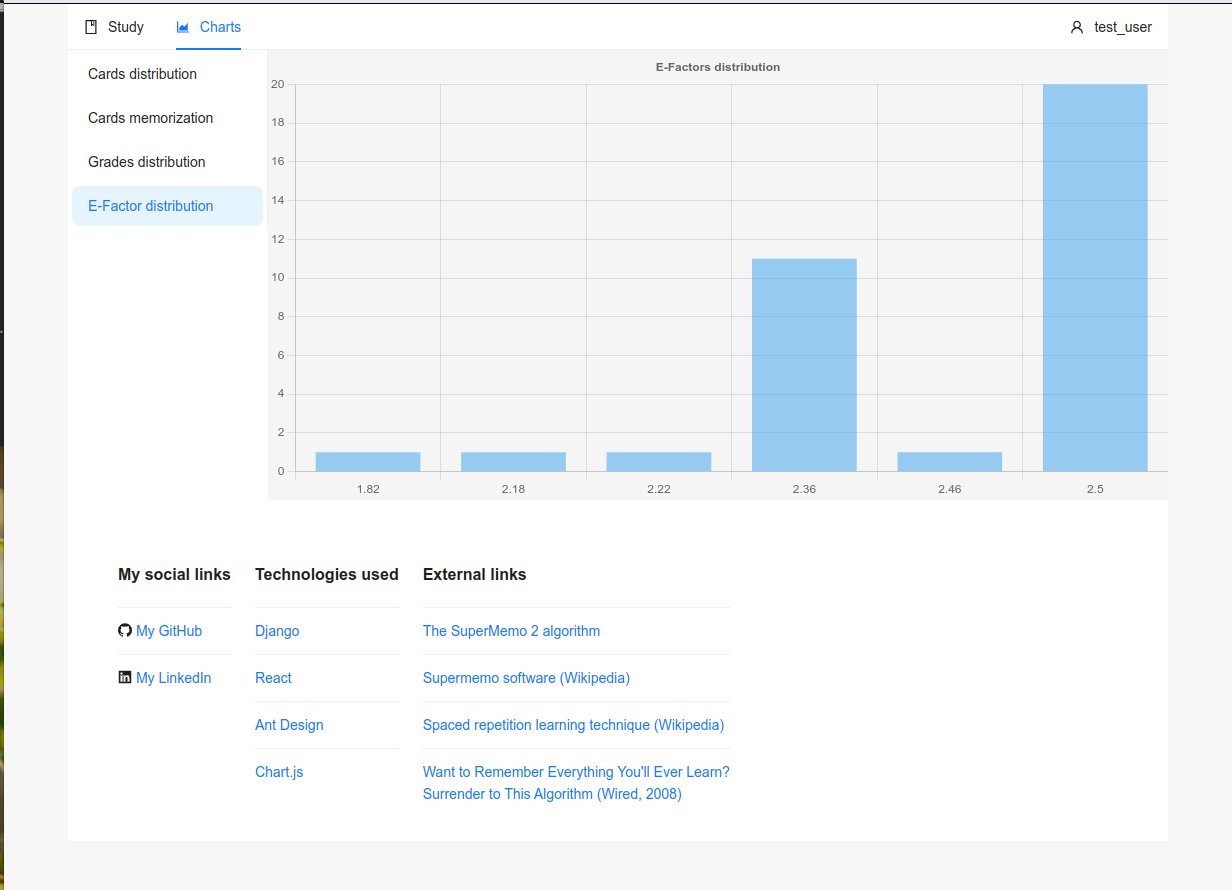 Study Charts test_user
Cards distribution
Cards memorization
Grades distribution
E-Factor distribution
E-Factors distribution
20
18
16
14
12
10
8
6
4
2
0
1.82 2.18 2.22 2.36 2.46 2.5
My social links
My GitHub
My LinkedIn
Technologies used
Django
React
Ant Design
Chart.js
External links
The SuperMemo 2 algorithm
Supermemo software (Wikipedia)
Spaced repetition learning technique (Wikipedia)
Want to Remember Everything You'll Ever Learn?
Surrender to This Algorithm (Wired, 2008)